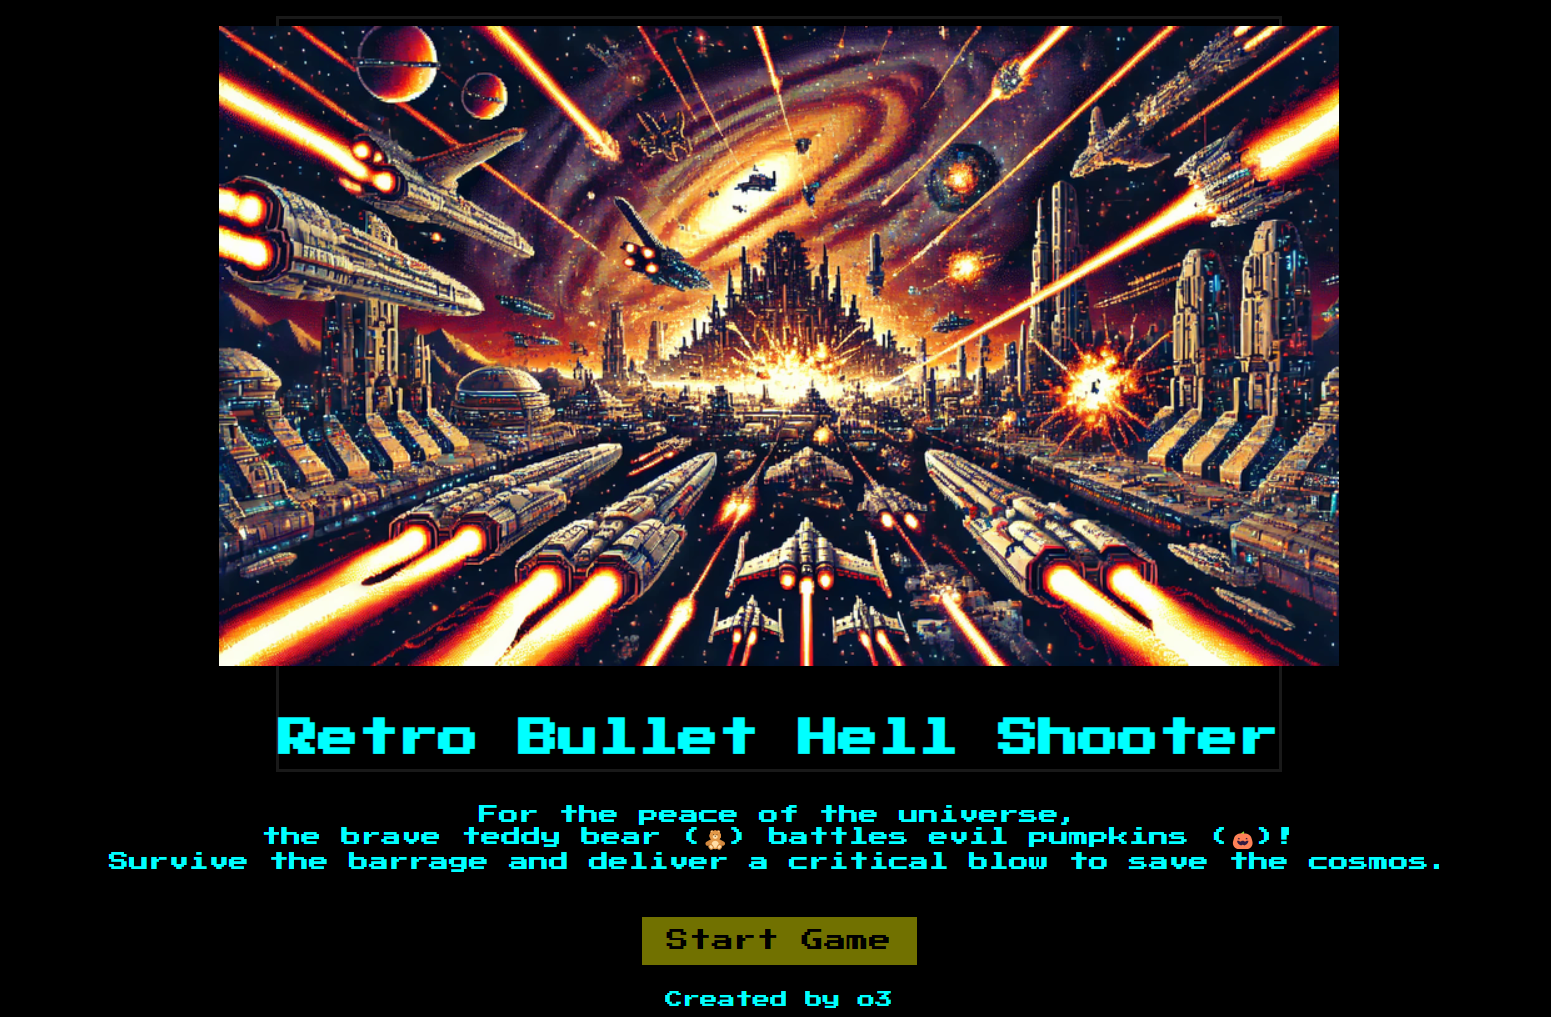 Retro Bullet Hell Shooter
For the peace of the universe,
the brave teddy bear (🧸) battles evil pumpkins (🎃)!
Survive the barrage and deliver a critical blow to save the cosmos.
Start Game
Created by o3